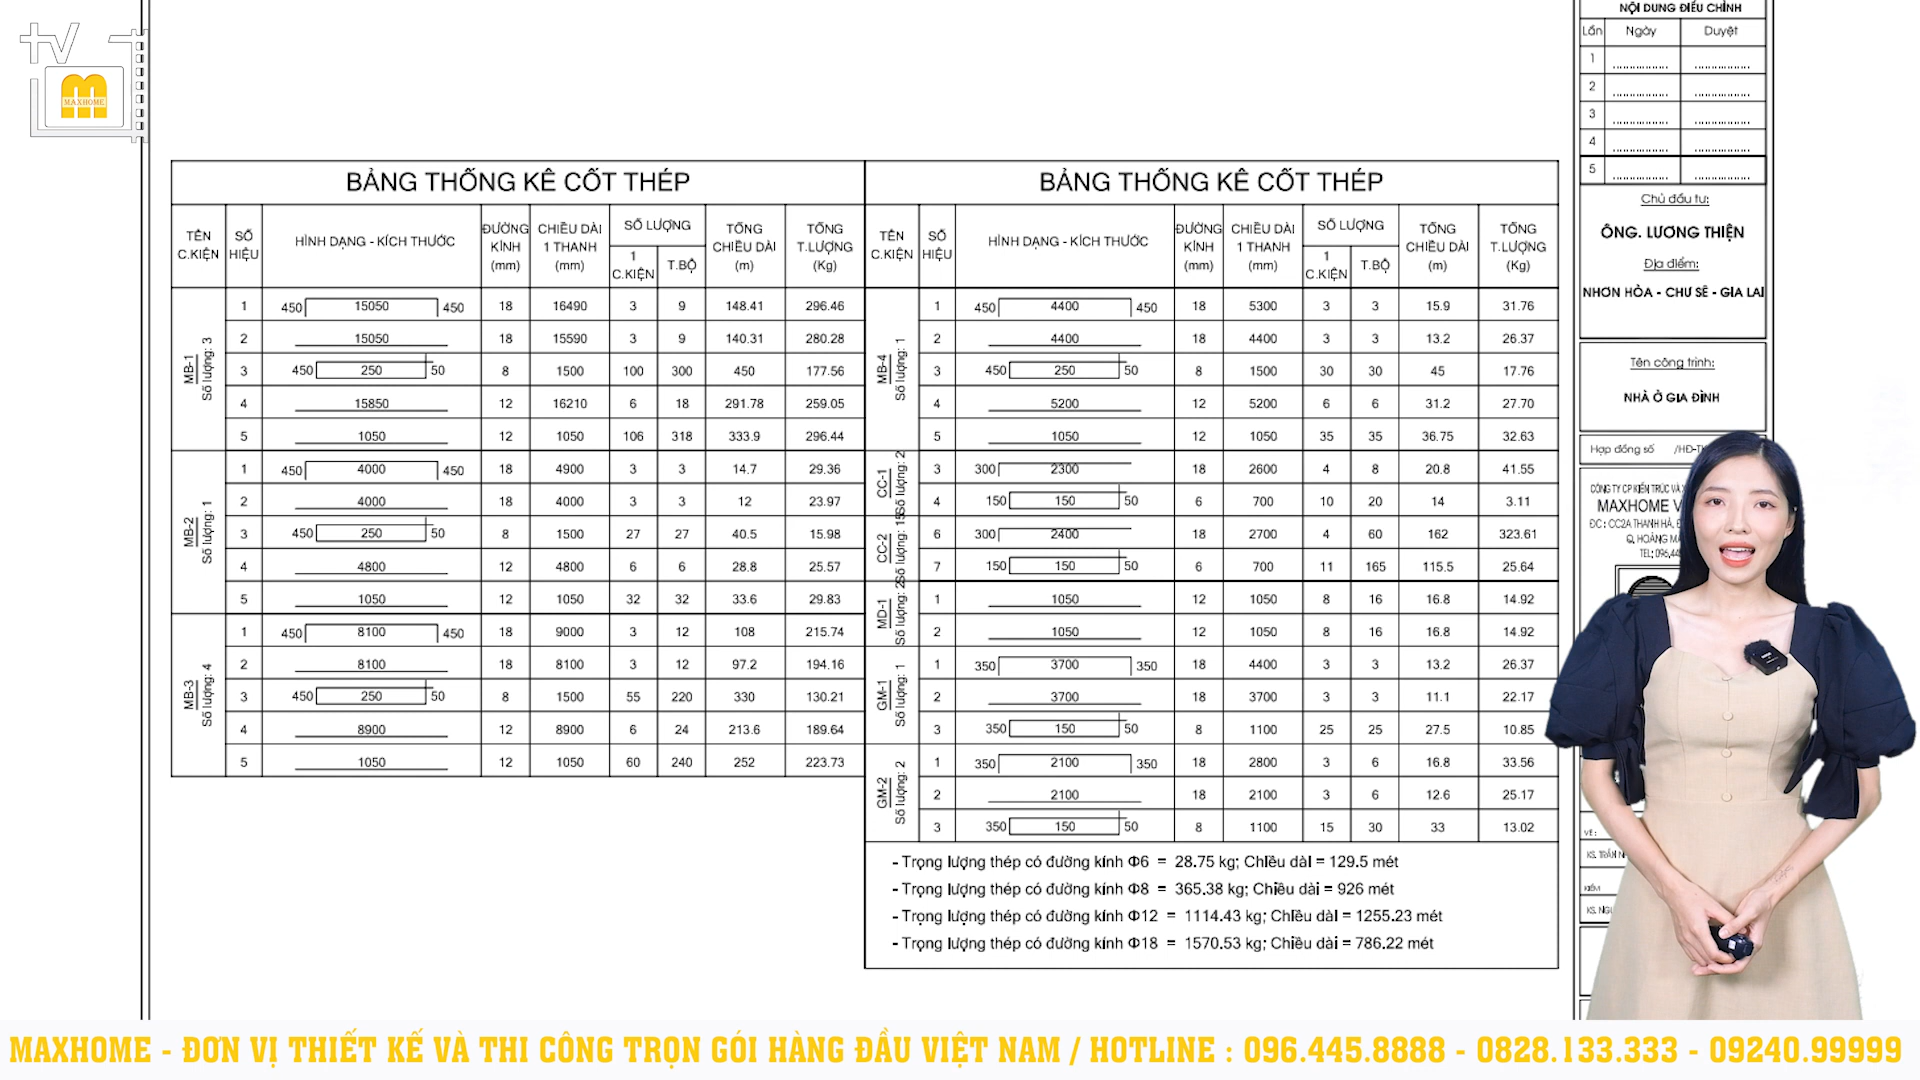 tv
MAXHOME
BẢNG THỐNG KÊ CỐT THÉP
TÊN C.KIỆN SỐ HIỆU HÌNH DẠNG - KÍCH THƯỚC ĐƯỜNG KÍNH (mm) CHIỀU DÀI 1 THANH (mm) SỐ LƯỢNG 1 C.KIỆN T.BỘ TỔNG CHIỀU DÀI (m) TỔNG T.LƯỢNG (Kg)
MB-1 Số lượng: 3
1 450 15050 450 18 16490 3 9 148.41 296.46
2 15050 18 15590 3 9 140.31 280.28
3 450 250 50 8 1500 100 300 450 177.56
4 15850 12 16210 6 18 291.78 259.05
5 1050 12 1050 106 318 333.9 296.44
MB-2 Số lượng: 1
1 450 4000 450 18 4900 3 3 14.7 29.36
2 4000 18 4000 3 3 12 23.97
3 450 250 50 8 1500 27 27 40.5 15.98
4 4800 12 4800 6 6 28.8 25.57
5 1050 12 1050 32 32 33.6 29.83
MB-3 Số lượng: 4
1 450 8100 450 18 9000 3 12 108 215.74
2 8100 18 8100 3 12 97.2 194.16
3 450 250 50 8 1500 55 220 330 130.21
4 8900 12 8900 6 24 213.6 189.64
5 1050 12 1050 60 240 252 223.73
BẢNG THỐNG KÊ CỐT THÉP
TÊN C.KIỆN SỐ HIỆU HÌNH DẠNG - KÍCH THƯỚC ĐƯỜNG KÍNH (mm) CHIỀU DÀI 1 THANH (mm) SỐ LƯỢNG 1 C.KIỆN T.BỘ TỔNG CHIỀU DÀI (m) TỔNG T.LƯỢNG (Kg)
MB-4 Số lượng: 1
1 450 4400 450 18 5300 3 3 15.9 31.76
2 4400 18 4400 3 3 13.2 26.37
3 450 250 50 8 1500 30 30 45 17.76
4 5200 12 5200 6 6 31.2 27.70
5 1050 12 1050 35 35 36.75 32.63
CC-1 Số lượng: 2
3 300 2300 18 2600 4 8 20.8 41.55
4 150 150 50 6 700 10 20 14 3.11
CC-2 Số lượng: 15
6 300 2400 18 2700 4 60 162 323.61
7 150 150 50 6 700 11 165 115.5 25.64
MD-1 Số lượng: 2
1 1050 12 1050 8 16 16.8 14.92
2 1050 12 1050 8 16 16.8 14.92
GM-1 Số lượng: 1
1 350 3700 350 18 4400 3 3 13.2 26.37
2 3700 18 3700 3 3 11.1 22.17
3 350 150 50 8 1100 25 25 27.5 10.85
GM-2 Số lượng: 2
1 350 2100 350 18 2800 3 6 16.8 33.56
2 2100 18 2100 3 6 12.6 25.17
3 350 150 50 8 1100 15 30 33 13.02
- Trọng lượng thép có đường kính Φ6 = 28.75 kg; Chiều dài = 129.5 mét
- Trọng lượng thép có đường kính Φ8 = 365.38 kg; Chiều dài = 926 mét
- Trọng lượng thép có đường kính Φ12 = 1114.43 kg; Chiều dài = 1255.23 mét
- Trọng lượng thép có đường kính Φ18 = 1570.53 kg; Chiều dài = 786.22 mét
NỘI DUNG ĐIỀU CHỈNH
Lần Ngày Duyệt
1
2
3
4
5
Chủ đầu tư:
ÔNG. LƯƠNG THIỆN
Địa điểm:
NHƠN HÒA - CHƯ SÊ - GIA LAI
Tên công trình:
NHÀ Ở GIA ĐÌNH
Hợp đồng số /HĐ-T
CÔNG TY CP KIẾN TRÚC VÀ
MAXHOME V
ĐC : CC2A THANH HÀ,
Q. HOÀNG
TEL: 096.44
VẼ :
KS. TRẦN
KIỂM
KS.
MAXHOME - ĐƠN VỊ THIẾT KẾ VÀ THI CÔNG TRỌN GÓI HÀNG ĐẦU VIỆT NAM / HOTLINE : 096.445.8888 - 0828.133.333 - 09240.99999